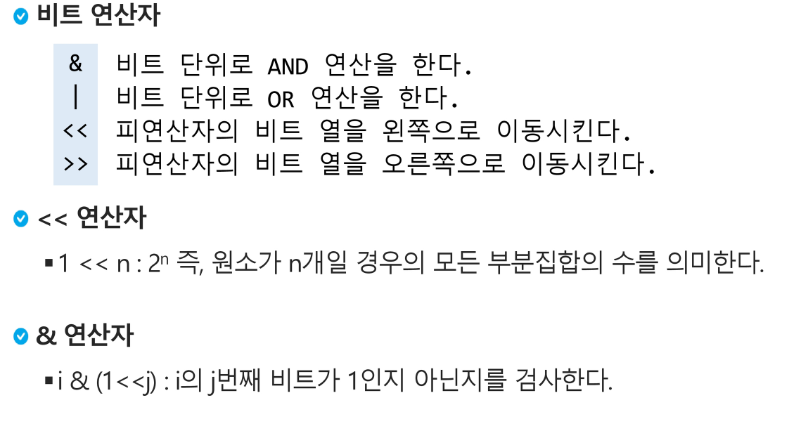 비트 연산자
& 비트 단위로 AND 연산을 한다.
| 비트 단위로 OR 연산을 한다.
<< 피연산자의 비트 열을 왼쪽으로 이동시킨다.
>> 피연산자의 비트 열을 오른쪽으로 이동시킨다.
<< 연산자
▪1 << n : 2ⁿ 즉, 원소가 n개일 경우의 모든 부분집합의 수를 의미한다.
& 연산자
▪i & (1<<j) : i의 j번째 비트가 1인지 아닌지를 검사한다.